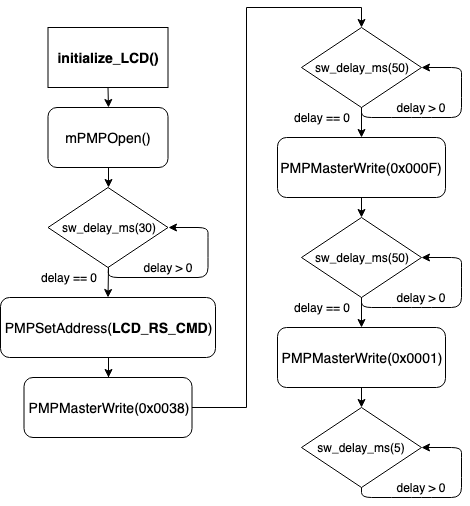 initialize_LCD()
mPMPOpen()
sw_delay_ms(30)
delay > 0
delay == 0
PMPSetAddress(LCD_RS_CMD)
PMPMasterWrite(0x0038)
sw_delay_ms(50)
delay > 0
delay == 0
PMPMasterWrite(0x000F)
sw_delay_ms(50)
delay > 0
delay == 0
PMPMasterWrite(0x0001)
sw_delay_ms(5)
delay > 0